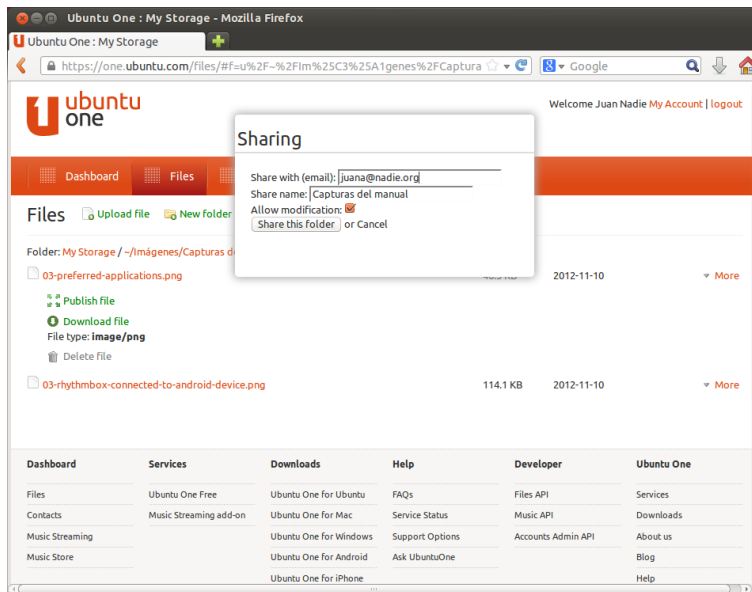 Ubuntu One : My Storage - Mozilla Firefox
Ubuntu One : My Storage
https://one.ubuntu.com/files/#f=u%2F~%2FIm%25C3%25A1genes%2FCaptura
Google
ubuntu
one
Welcome Juan Nadie My Account | logout
Sharing
Share with (email): juana@nadie.org
Share name: Capturas del manual
Allow modification:
Share this folder or Cancel
Dashboard Files
Files Upload file New folder
Folder: My Storage / ~/Imágenes/Capturas
03-preferred-applications.png 2012-11-10 More
Publish file
Download file
File type: image/png
Delete file
03-rhythmbox-connected-to-android-device.png 114.1 KB 2012-11-10 More
Dashboard Services Downloads Help Developer Ubuntu One
Files Ubuntu One Free Ubuntu One for Ubuntu FAQs Files API Services
Contacts Music Streaming add-on Ubuntu One for Mac Service Status Music API Downloads
Music Streaming Ubuntu One for Windows Support Options Accounts Admin API About us
Music Store Ubuntu One for Android Ask UbuntuOne Blog
Ubuntu One for iPhone Help